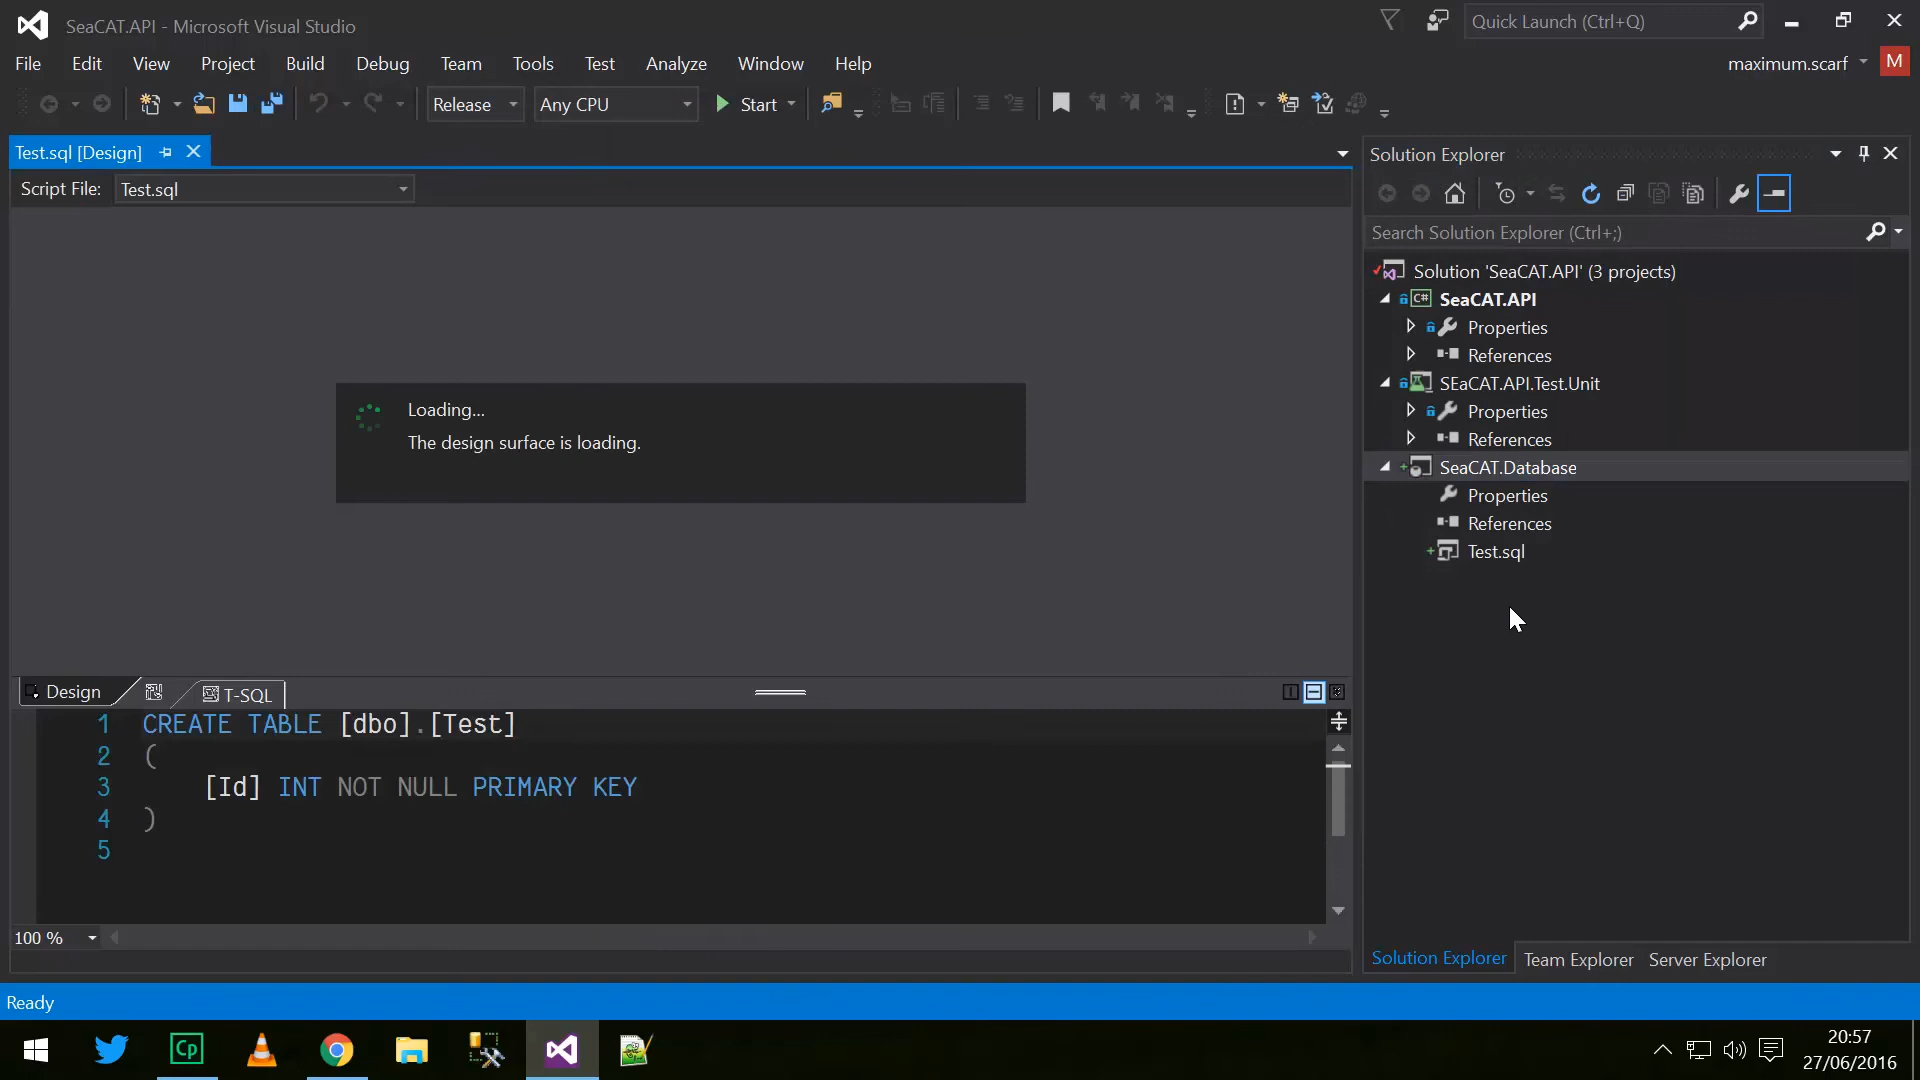 SeaCAT.API - Microsoft Visual Studio
Quick Launch (Ctrl+Q)
File Edit View Project Build Debug Team Tools Test Analyze Window Help
maximum.scarf M
Release Any CPU Start
Test.sql [Design]
Script File: Test.sql
Loading...
The design surface is loading.
Design T-SQL
1 CREATE TABLE [dbo].[Test]
2 (
3 [Id] INT NOT NULL PRIMARY KEY
4 )
5
100 %
Solution Explorer
Search Solution Explorer (Ctrl+;)
Solution 'SeaCAT.API' (3 projects)
C# SeaCAT.API
Properties
References
SEaCAT.API.Test.Unit
Properties
References
SeaCAT.Database
Properties
References
Test.sql
Solution Explorer Team Explorer Server Explorer
Ready
Cp
20:57
27/06/2016